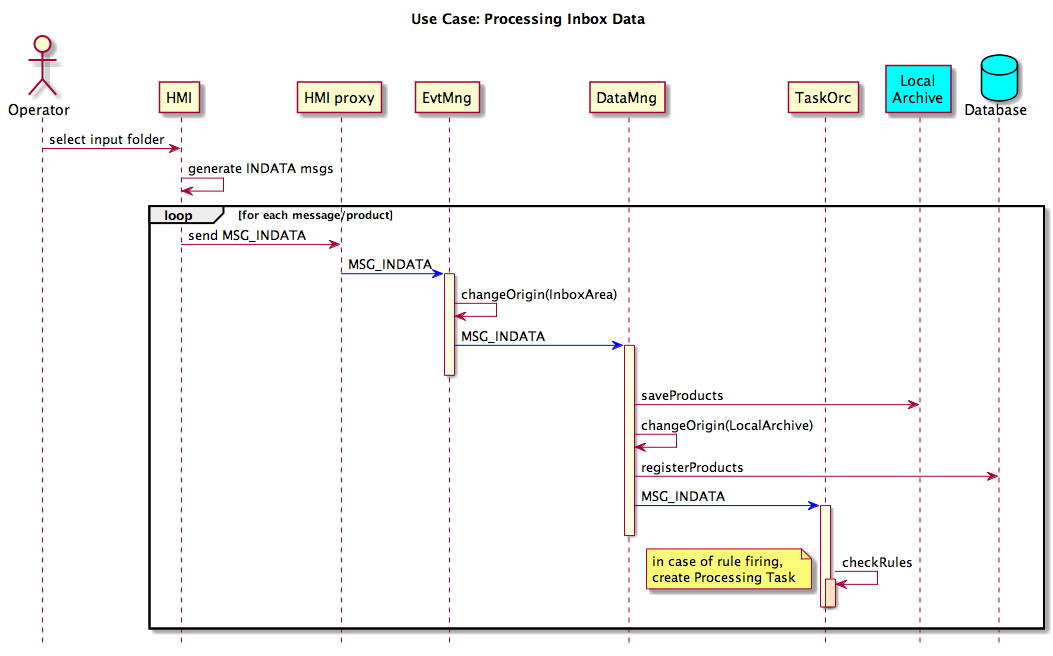 Use Case: Processing Inbox Data
Operator
HMI
HMI proxy
EvtMng
DataMng
TaskOrc
Local
Archive
Database
select input folder
generate INDATA msgs
loop
[for each message/product]
send MSG_INDATA
MSG_INDATA
changeOrigin(InboxArea)
MSG_INDATA
saveProducts
changeOrigin(LocalArchive)
registerProducts
MSG_INDATA
in case of rule firing,
create Processing Task
checkRules